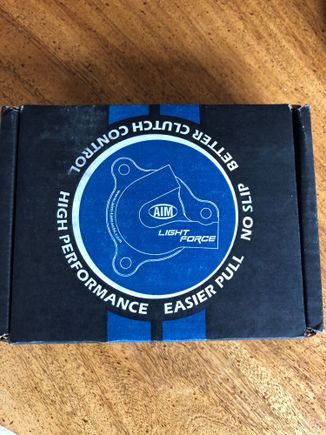 HIGH PERFORMANCE EASIER PULL NO SLIP BETTER CLUTCH CONTROL
AIM
LIGHT
FORCE